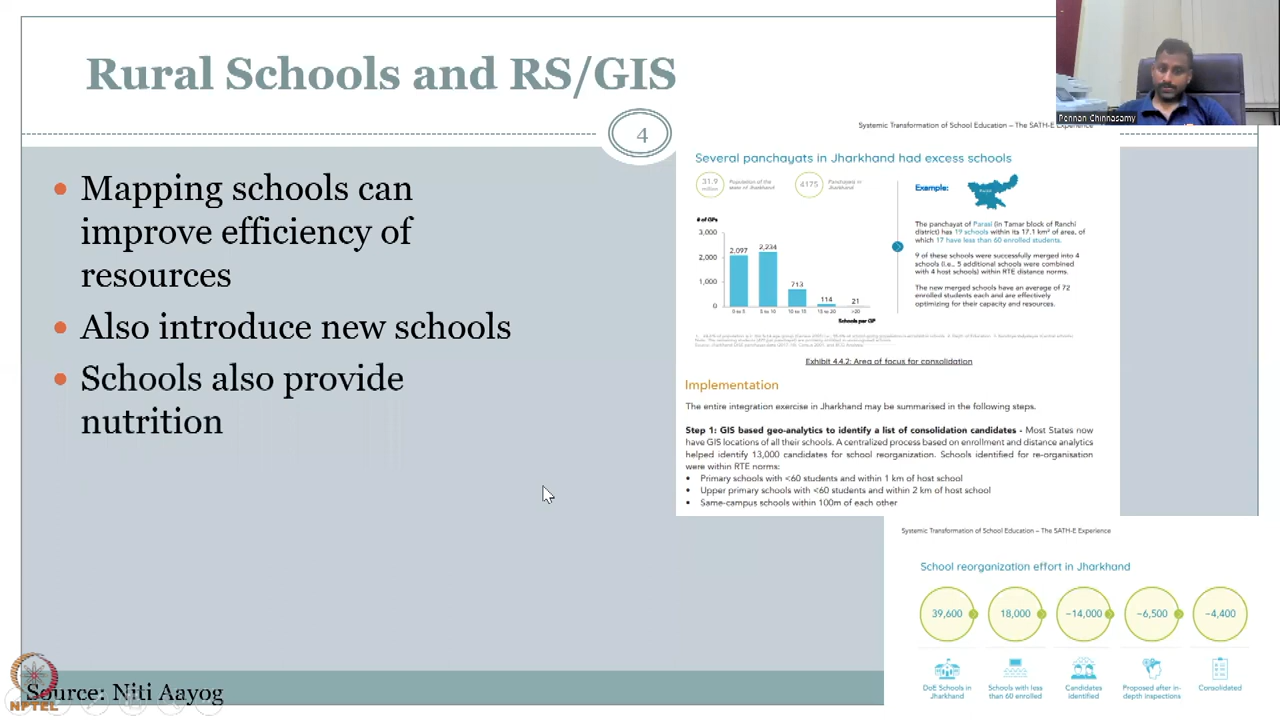 Rural Schools and RS/GIS
4
Pennan Chinnasamy
Mapping schools can
improve efficiency of
resources
Also introduce new schools
Schools also provide
nutrition
Systemic Transformation of School Education – The SATH-E Experience
Several panchayats in Jharkhand had excess schools
31.9
million
Population of the
state of Jharkhand
4175
Panchayats in
Jharkhand
# of GPs
3,000
2,000
1,000
0
2,097
2,234
713
114
21
0 to 5
5 to 10
10 to 15
15 to 20
>20
Schools per GP
Example:
The panchayat of Parasi (in Tamar block of Ranchi
district) has 19 schools within its 17.1 km² of area, of
which 17 have less than 60 enrolled students.
9 of these schools were successfully merged into 4
schools (i.e., 5 additional schools were combined
with 4 host schools) within RTE distance norms.
The new merged schools have an average of 72
enrolled students each and are effectively
optimizing for their capacity and resources.
Exhibit 4.4.2: Area of focus for consolidation
Implementation
The entire integration exercise in Jharkhand may be summarised in the following steps.
Step 1: GIS based geo-analytics to identify a list of consolidation candidates - Most States now
have GIS locations of all their schools. A centralized process based on enrollment and distance analytics
helped identify 13,000 candidates for school reorganization. Schools identified for re-organisation
were within RTE norms:
Primary schools with <60 students and within 1 km of host school
Upper primary schools with <60 students and within 2 km of host school
Same-campus schools within 100m of each other
Systemic Transformation of School Education – The SATH-E Experience
School reorganization effort in Jharkhand
39,600
18,000
~14,000
~6,500
~4,400
DoE Schools in
Jharkhand
Schools with less
than 60 enrolled
Candidates
identified
Proposed after in-
depth inspections
Consolidated
Source: Niti Aayog
NPTEL